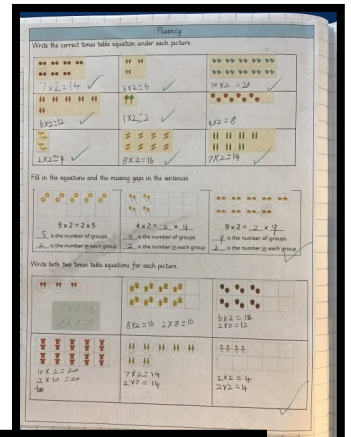 Fluency
Write the correct times table equation under each picture.
7 x 2 = 14
3 x 2 = 6
10 x 2 = 20
6 x 2 = 12
1 x 2 = 2
4 x 2 = 8
2 x 2 = 4
8 x 2 = 16
7 x 2 = 14
Fill in the equations and the missing gaps in the sentences
5 x 2 = 2 x 5
5 is the number of groups
2 is the number in each group
4 x 2 = 2 x 4
4 is the number of groups
2 is the number in each group
9 x 2 = 2 x 9
is the number of groups
2 is the number in each group
Write both two times table equations for each picture.
8 x 2 = 16 2 x 8 = 16
6 x 2 = 12
10 x 2 = 20
2 x 10 = 20
7 x 2 = 14
2 x 7 = 14
2 x 2 = 4
2 x 2 = 4